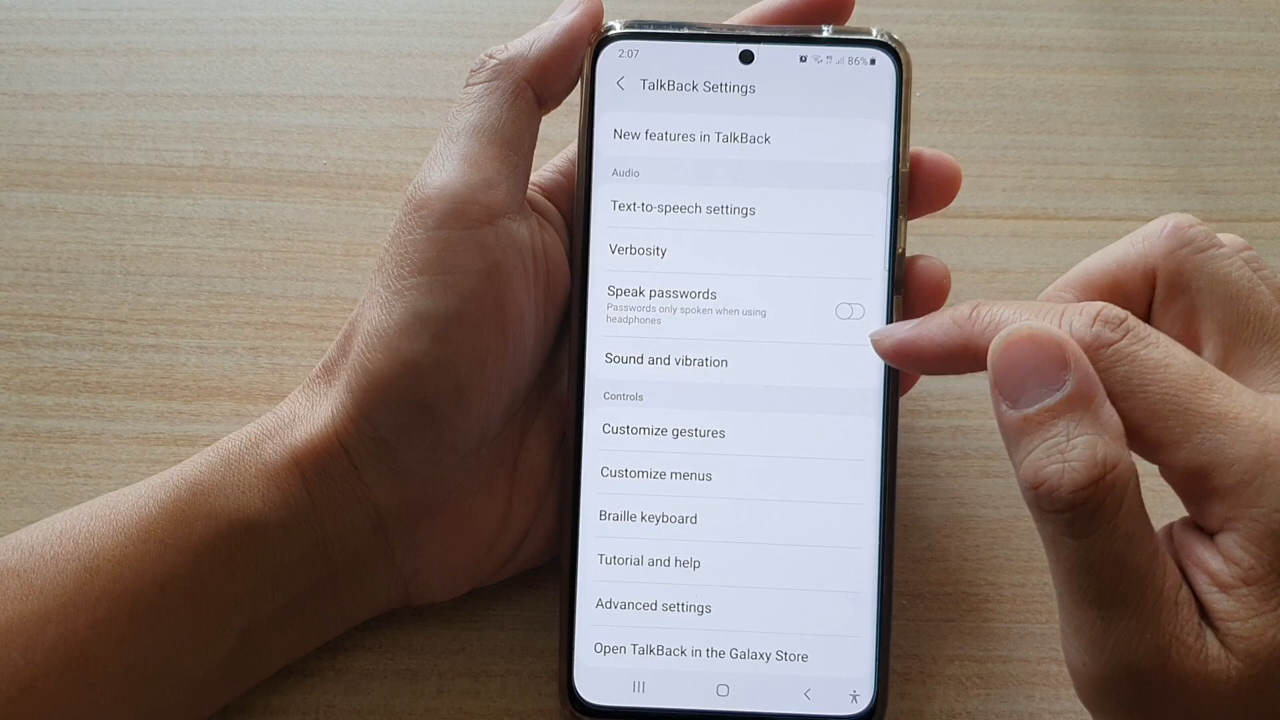 2:07
86%
TalkBack Settings
New features in TalkBack
Audio
Text-to-speech settings
Verbosity
Speak passwords
Passwords only spoken when using
headphones
Sound and vibration
Controls
Customize gestures
Customize menus
Braille keyboard
Tutorial and help
Advanced settings
Open TalkBack in the Galaxy Store